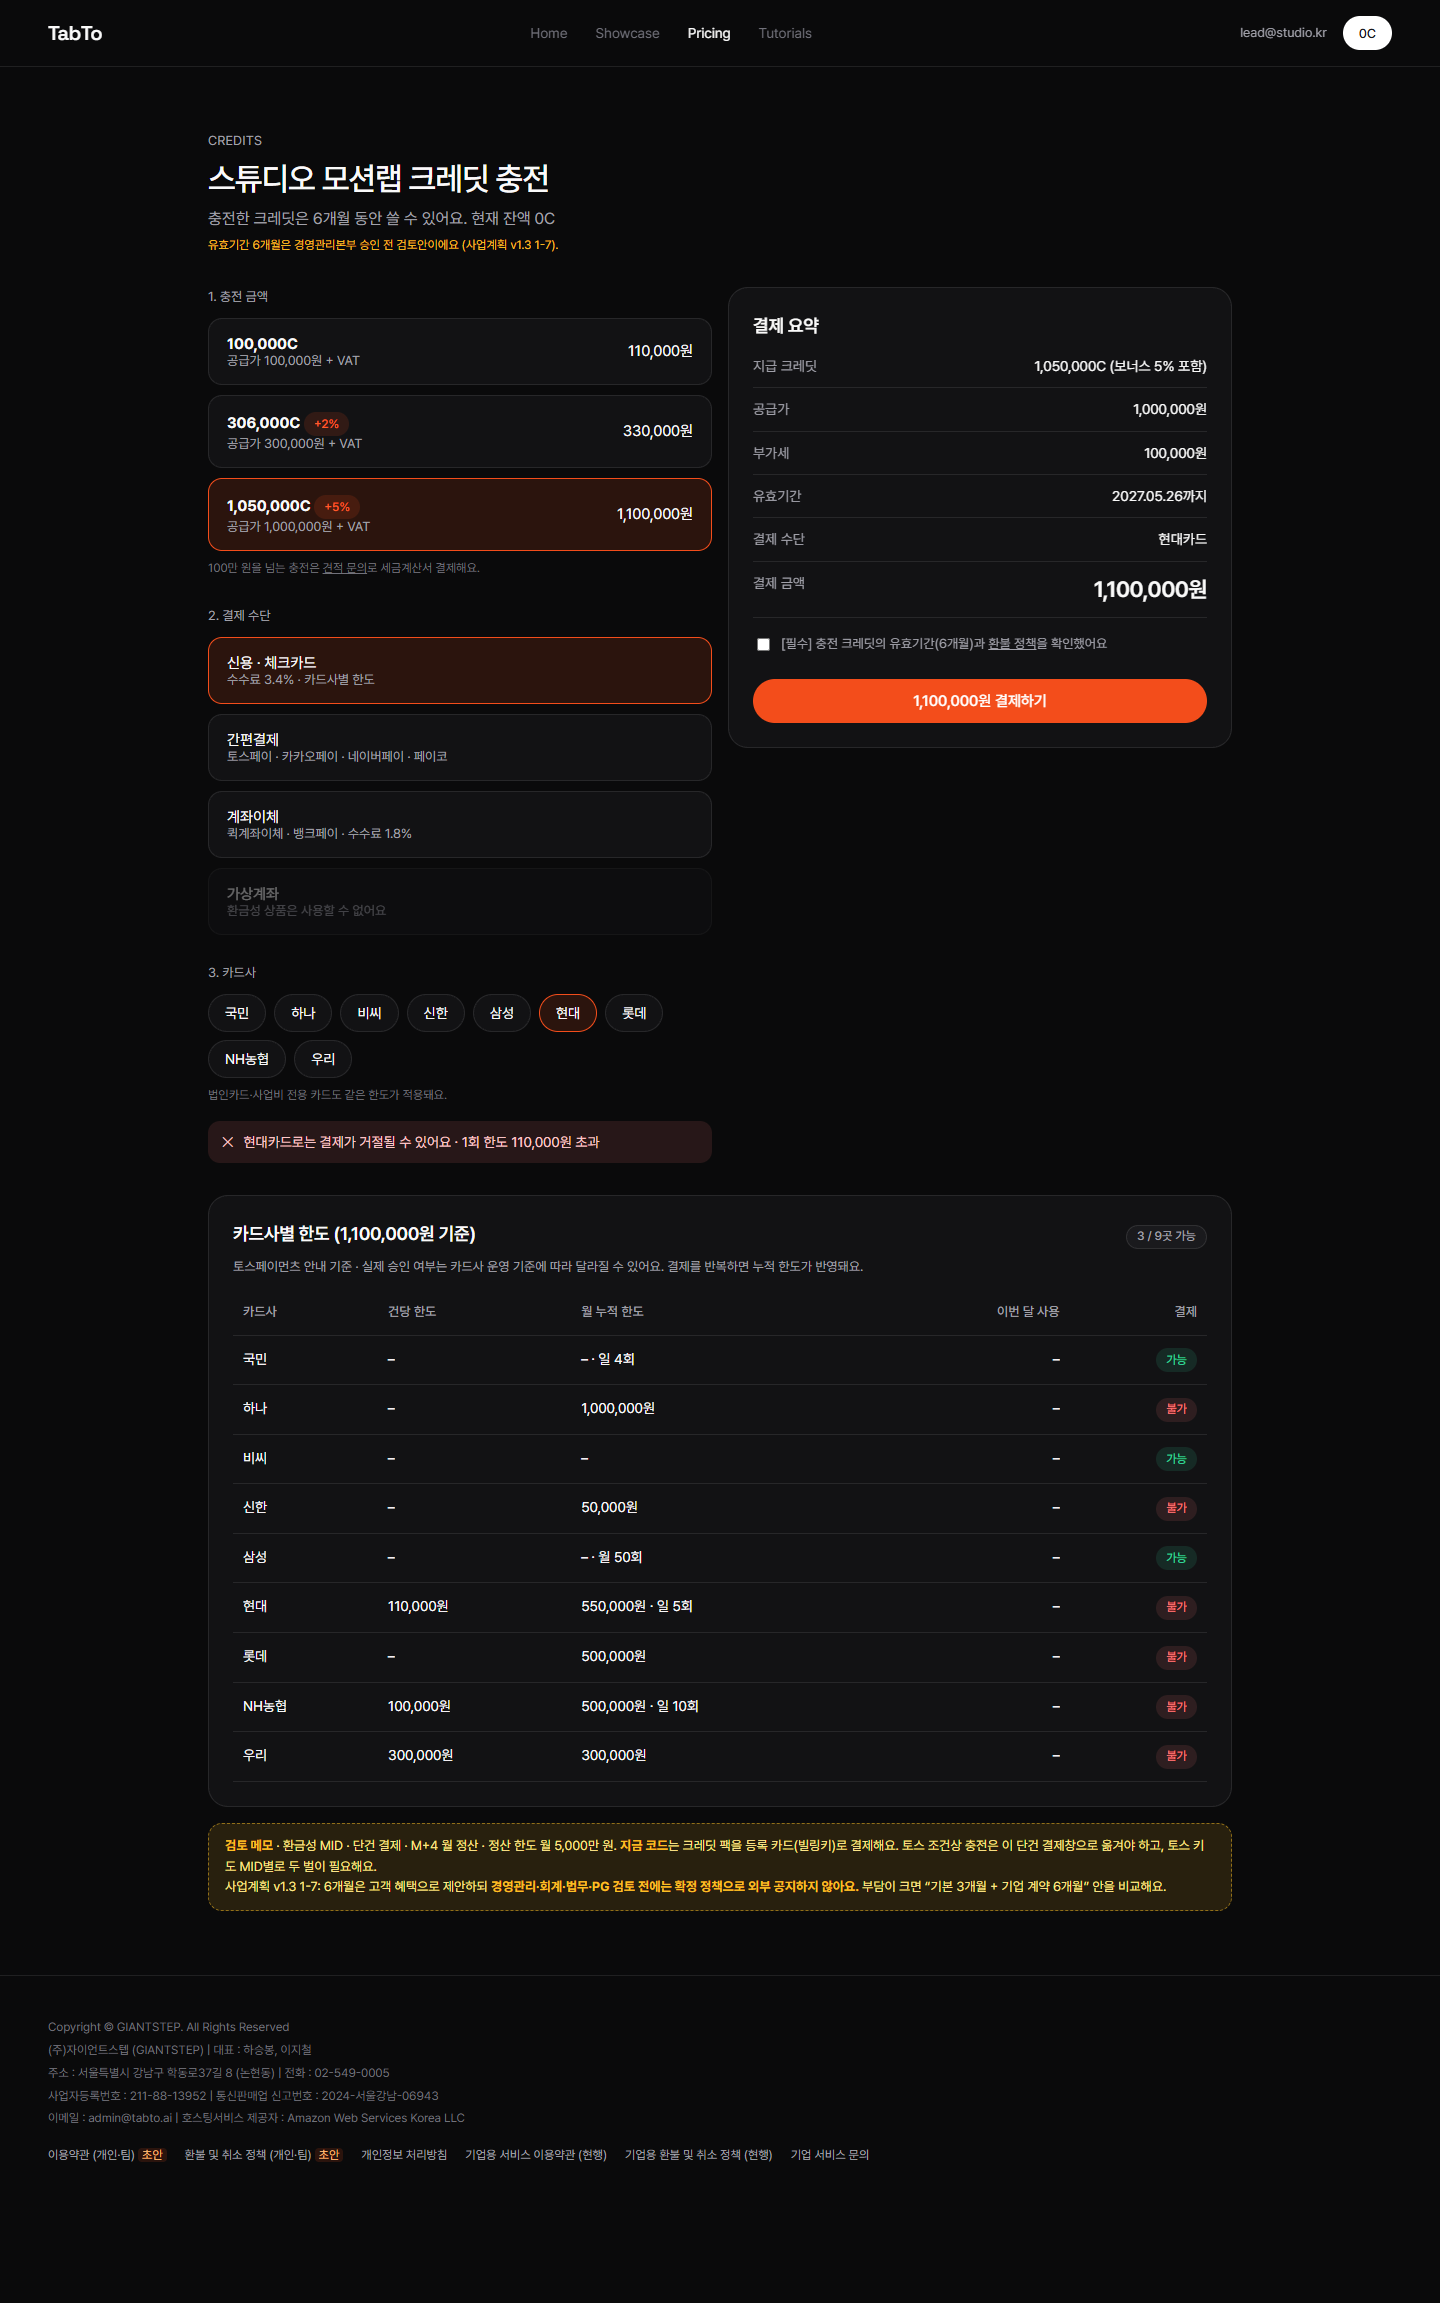 TabTo
Home Showcase Pricing Tutorials
lead@studio.kr 0C
CREDITS
스튜디오 모션랩 크레딧 충전
충전한 크레딧은 6개월 동안 쓸 수 있어요. 현재 잔액 0C
유효기간 6개월은 경영관리본부 승인 전 검토안이에요 (사업계획 v1.3 1-7).
1. 충전 금액
100,000C
공급가 100,000원 + VAT
110,000원
306,000C +2%
공급가 300,000원 + VAT
330,000원
1,050,000C +5%
공급가 1,000,000원 + VAT
1,100,000원
100만 원을 넘는 충전은 견적 문의로 세금계산서 결제해요.
2. 결제 수단
신용 · 체크카드
수수료 3.4% · 카드사별 한도
간편결제
토스페이 · 카카오페이 · 네이버페이 · 페이코
계좌이체
퀵계좌이체 · 뱅크페이 · 수수료 1.8%
가상계좌
환금성 상품은 사용할 수 없어요
3. 카드사
국민 하나 비씨 신한 삼성 현대 롯데
NH농협 우리
법인카드·사업비 전용 카드도 같은 한도가 적용돼요.
× 현대카드로는 결제가 거절될 수 있어요 · 1회 한도 110,000원 초과
결제 요약
지급 크레딧 1,050,000C (보너스 5% 포함)
공급가 1,000,000원
부가세 100,000원
유효기간 2027.05.26까지
결제 수단 현대카드
결제 금액 1,100,000원
[필수] 충전 크레딧의 유효기간(6개월)과 환불 정책을 확인했어요
1,100,000원 결제하기
카드사별 한도 (1,100,000원 기준)
3 / 9곳 가능
토스페이먼츠 안내 기준 · 실제 승인 여부는 카드사 운영 기준에 따라 달라질 수 있어요. 결제를 반복하면 누적 한도가 반영돼요.
카드사 건당 한도 월 누적 한도 이번 달 사용 결제
국민 – – · 일 4회 – 가능
하나 – 1,000,000원 – 불가
비씨 – – – 가능
신한 – 50,000원 – 불가
삼성 – – · 월 50회 – 가능
현대 110,000원 550,000원 · 일 5회 – 불가
롯데 – 500,000원 – 불가
NH농협 100,000원 500,000원 · 일 10회 – 불가
우리 300,000원 300,000원 – 불가
검토 메모 · 환금성 MID · 단건 결제 · M+4 월 정산 · 정산 한도 월 5,000만 원. 지금 코드는 크레딧 팩을 등록 카드(빌링키)로 결제해요. 토스 조건상 충전은 이 단건 결제창으로 옮겨야 하고, 토스 키
도 MID별로 두 벌이 필요해요.
사업계획 v1.3 1-7: 6개월은 고객 혜택으로 제안하되 경영관리·회계·법무·PG 검토 전에는 확정 정책으로 외부 공지하지 않아요. 부담이 크면 “기본 3개월 + 기업 계약 6개월” 안을 비교해요.
Copyright © GIANTSTEP. All Rights Reserved
(주)자이언트스텝 (GIANTSTEP) | 대표 : 하승봉, 이지철
주소 : 서울특별시 강남구 학동로37길 8 (논현동) | 전화 : 02-549-0005
사업자등록번호 : 211-88-13952 | 통신판매업 신고번호 : 2024-서울강남-06943
이메일 : admin@tabto.ai | 호스팅서비스 제공자 : Amazon Web Services Korea LLC
이용약관 (개인·팀) 초안 환불 및 취소 정책 (개인·팀) 초안 개인정보 처리방침 기업용 서비스 이용약관 (현행) 기업용 환불 및 취소 정책 (현행) 기업 서비스 문의